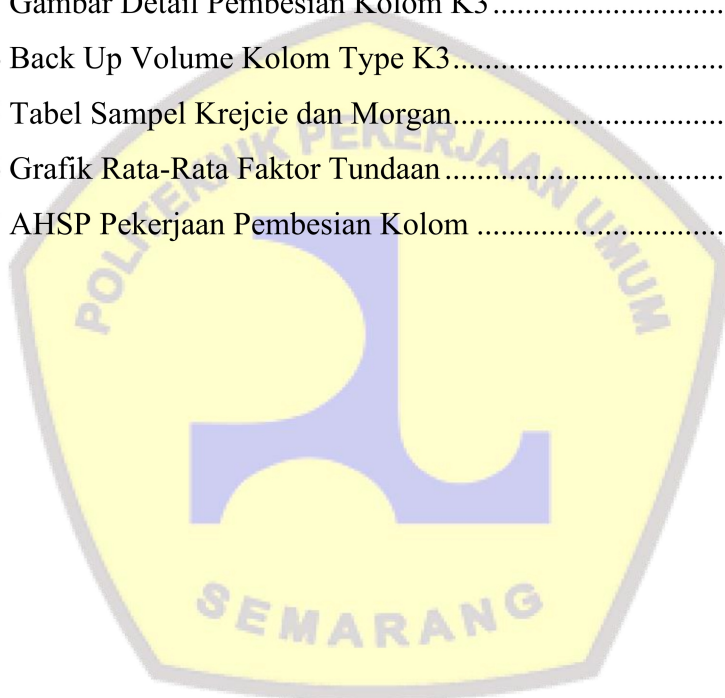 Gambar Detail Pembesian Kolom K3................................
Back Up Volume Kolom Type K3...................................
Tabel Sampel Krejcie dan Morgan...................................
Grafik Rata-Rata Faktor Tundaan ....................................
AHSP Pekerjaan Pembesian Kolom ................................
POLITEKNIK PEKERJAAN UMUM
SEMARANG